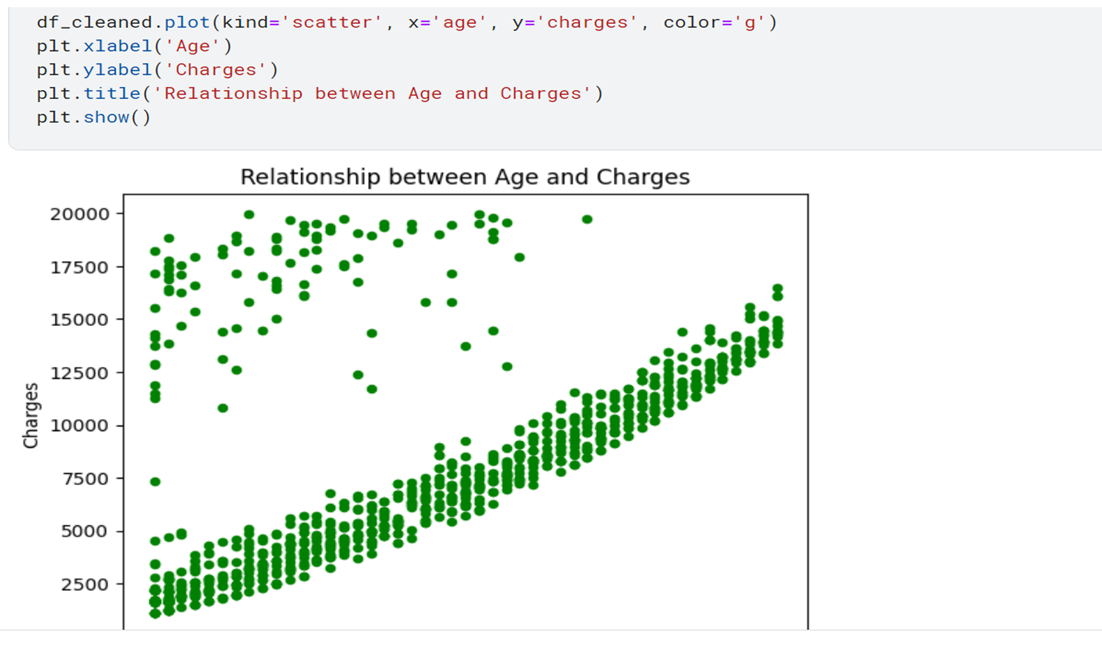 df_cleaned.plot(kind='scatter', x='age', y='charges', color='g')
plt.xlabel('Age')
plt.ylabel('Charges')
plt.title('Relationship between Age and Charges')
plt.show()
Relationship between Age and Charges
20000
17500
15000
12500
10000
7500
5000
2500
Charges